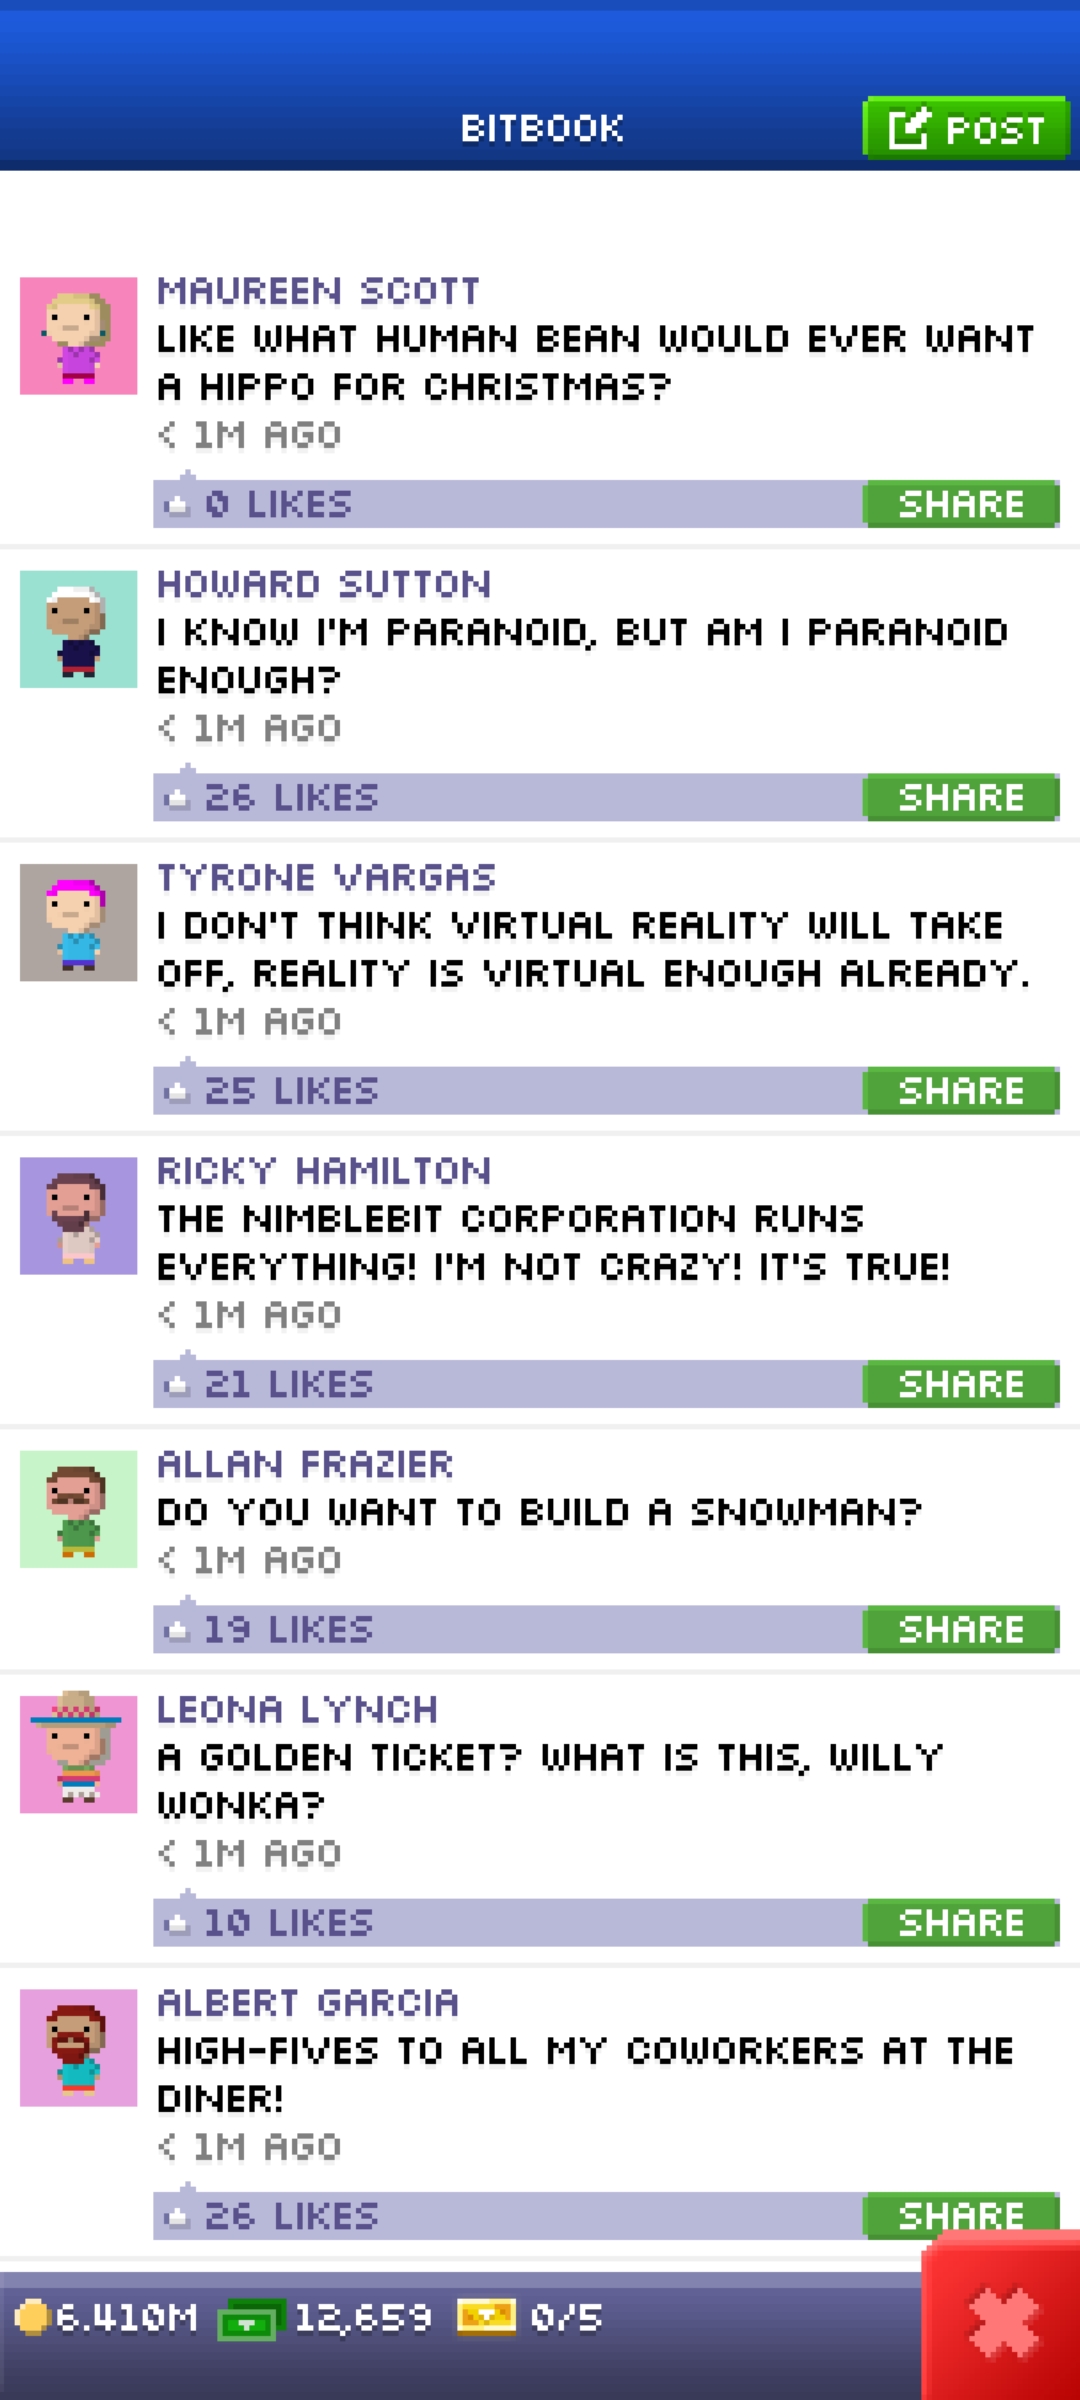 BITBOOK
POST
MAUREEN SCOTT
LIKE WHAT HUMAN BEAN WOULD EVER WANT
A HIPPO FOR CHRISTMAS?
< 1M AGO
0 LIKES SHARE
HOWARD SUTTON
I KNOW I'M PARANOID, BUT AM I PARANOID
ENOUGH?
< 1M AGO
26 LIKES SHARE
TYRONE VARGAS
I DON'T THINK VIRTUAL REALITY WILL TAKE
OFF, REALITY IS VIRTUAL ENOUGH ALREADY.
< 1M AGO
25 LIKES SHARE
RICKY HAMILTON
THE NIMBLEBIT CORPORATION RUNS
EVERYTHING! I'M NOT CRAZY! IT'S TRUE!
< 1M AGO
21 LIKES SHARE
ALLAN FRAZIER
DO YOU WANT TO BUILD A SNOWMAN?
< 1M AGO
19 LIKES SHARE
LEONA LYNCH
A GOLDEN TICKET? WHAT IS THIS, WILLY
WONKA?
< 1M AGO
10 LIKES SHARE
ALBERT GARCIA
HIGH-FIVES TO ALL MY COWORKERS AT THE
DINER!
< 1M AGO
26 LIKES SHARE
6.410M 12,659 0/5